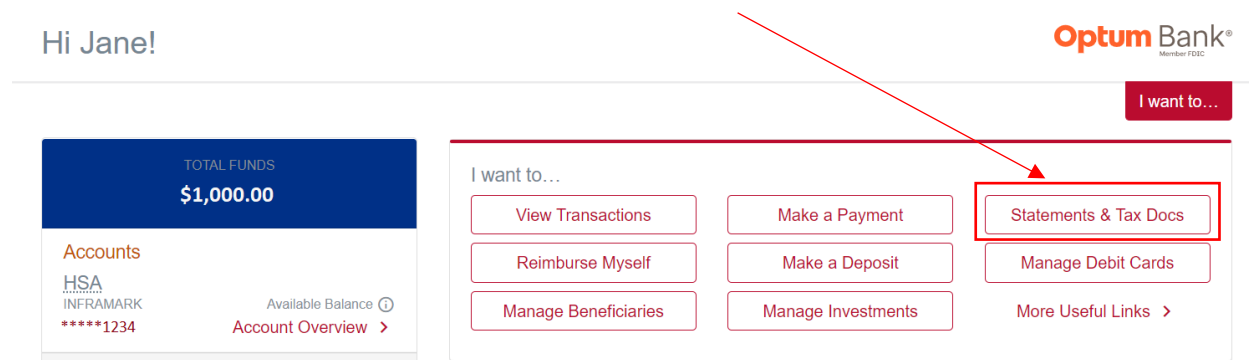 Hi Jane!
Optum Bank®
Member FDIC
I want to...
TOTAL FUNDS
$1,000.00
Accounts
HSA
INFRAMARK
Available Balance
*****1234
Account Overview >
I want to...
View Transactions
Make a Payment
Statements & Tax Docs
Reimburse Myself
Make a Deposit
Manage Debit Cards
Manage Beneficiaries
Manage Investments
More Useful Links >